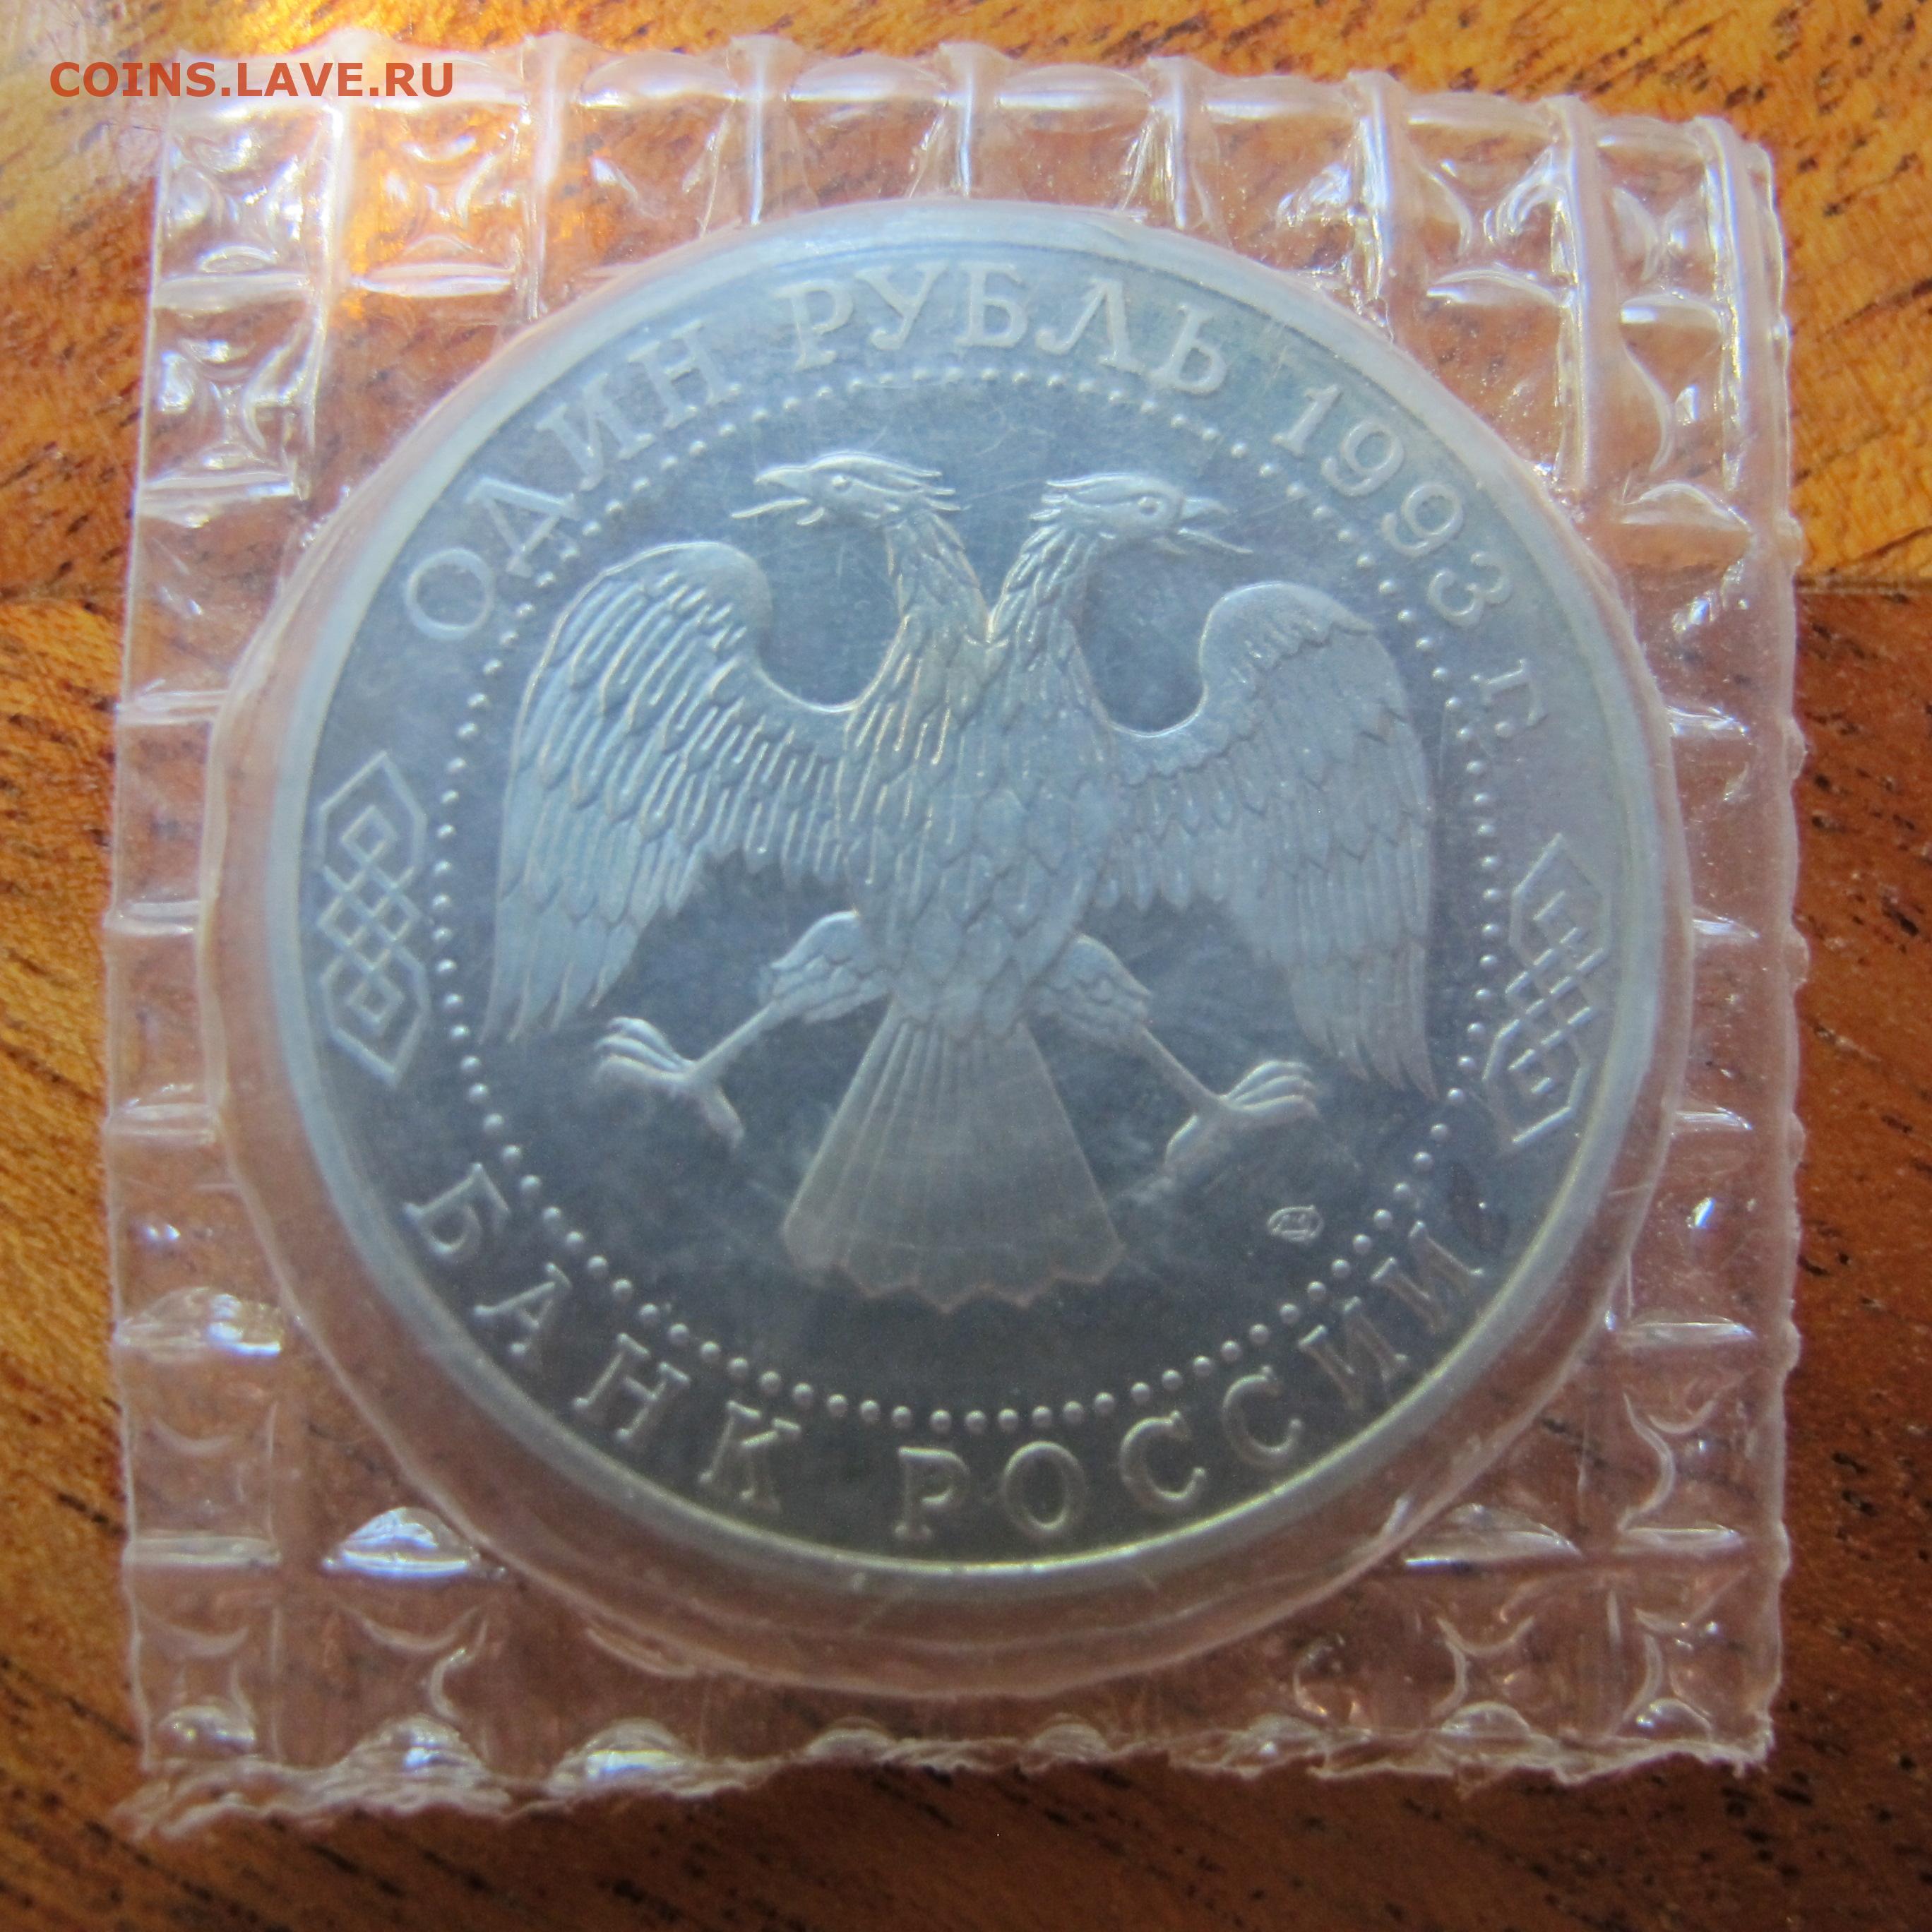 COINS.LAVE.RU
ОДИН РУБЛЬ 1993 г.
БАНК РОССИИ